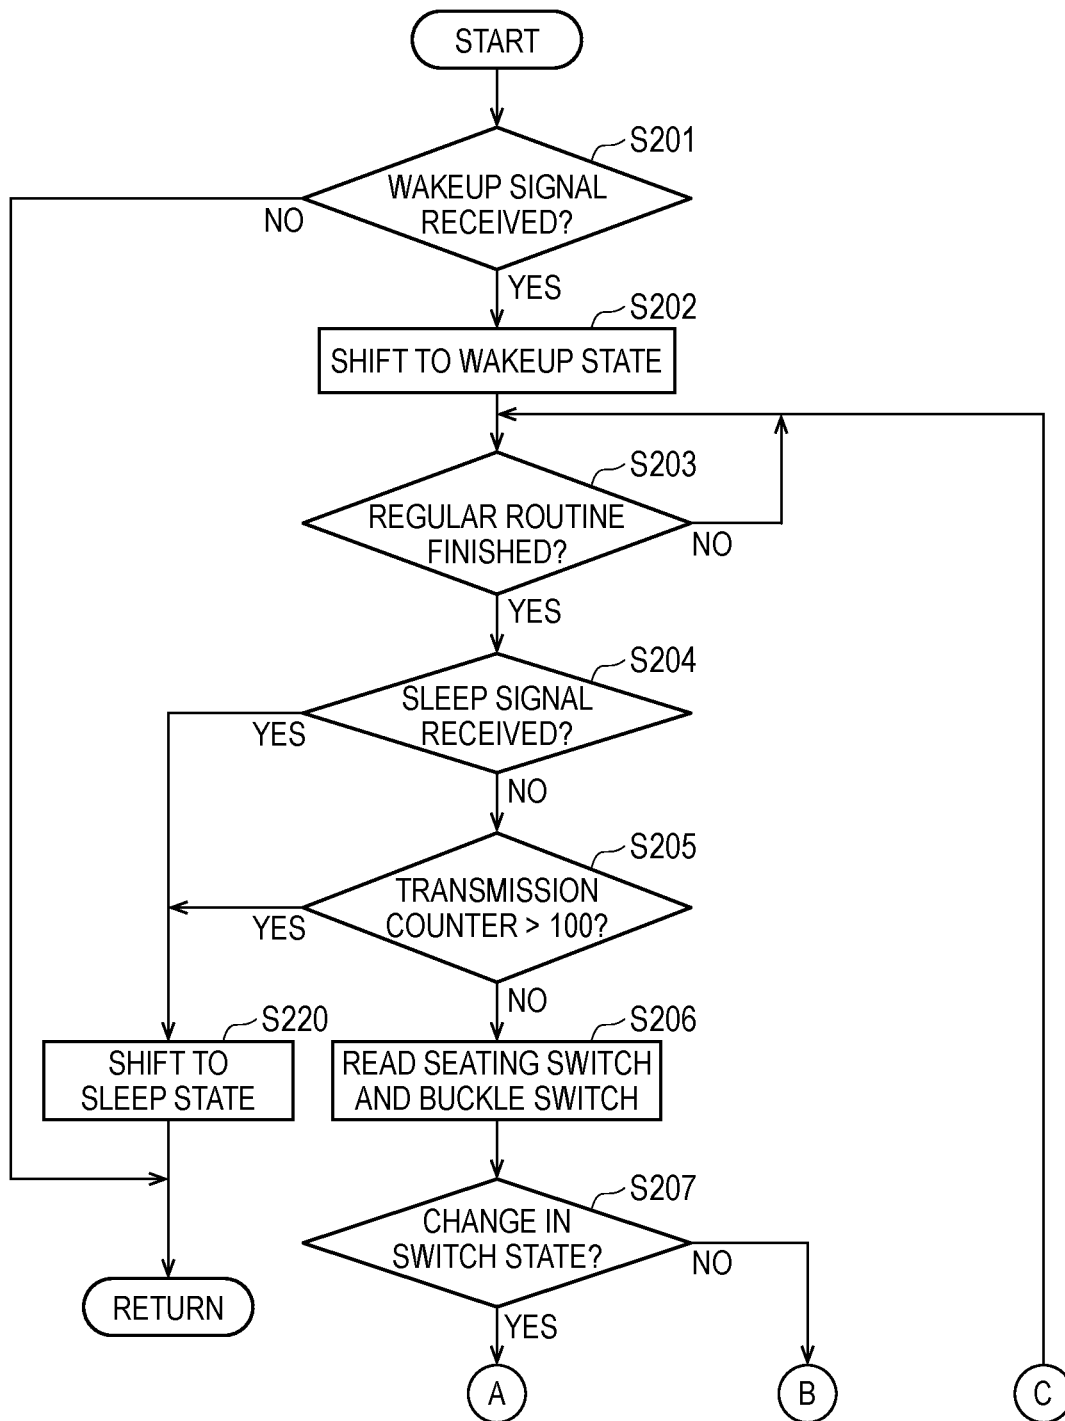 START
S201
WAKEUP SIGNAL
RECEIVED?
NO
YES
S202
SHIFT TO WAKEUP STATE
S203
REGULAR ROUTINE
FINISHED?
NO
YES
S204
SLEEP SIGNAL
RECEIVED?
YES
NO
S205
TRANSMISSION
COUNTER > 100?
YES
NO
S220
SHIFT TO
SLEEP STATE
S206
READ SEATING SWITCH
AND BUCKLE SWITCH
S207
CHANGE IN
SWITCH STATE?
NO
YES
RETURN
A
B
C